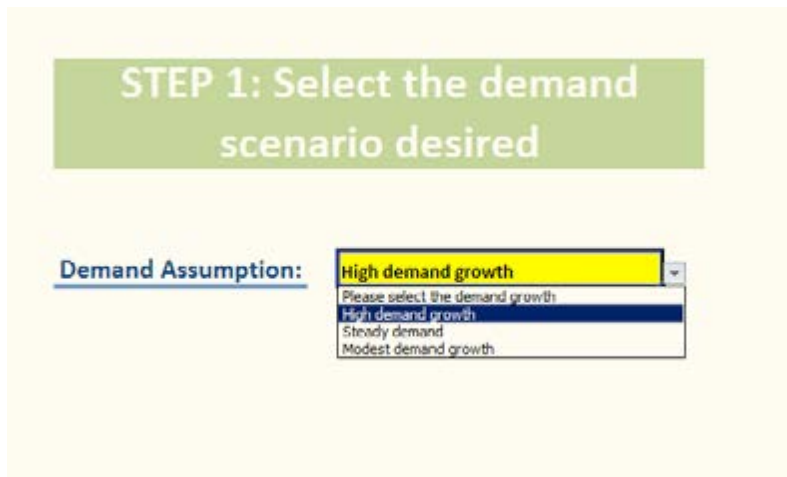 STEP 1: Select the demand
scenario desired
Demand Assumption:
High demand growth
Please select the demand growth
High demand growth
Steady demand
Modest demand growth